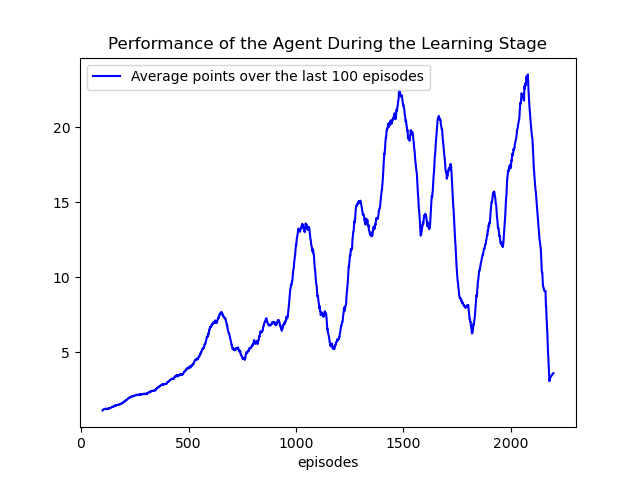 Performance of the Agent During the Learning Stage
Average points over the last 100 episodes
20
15
10
5
0 500 1000 1500 2000
episodes